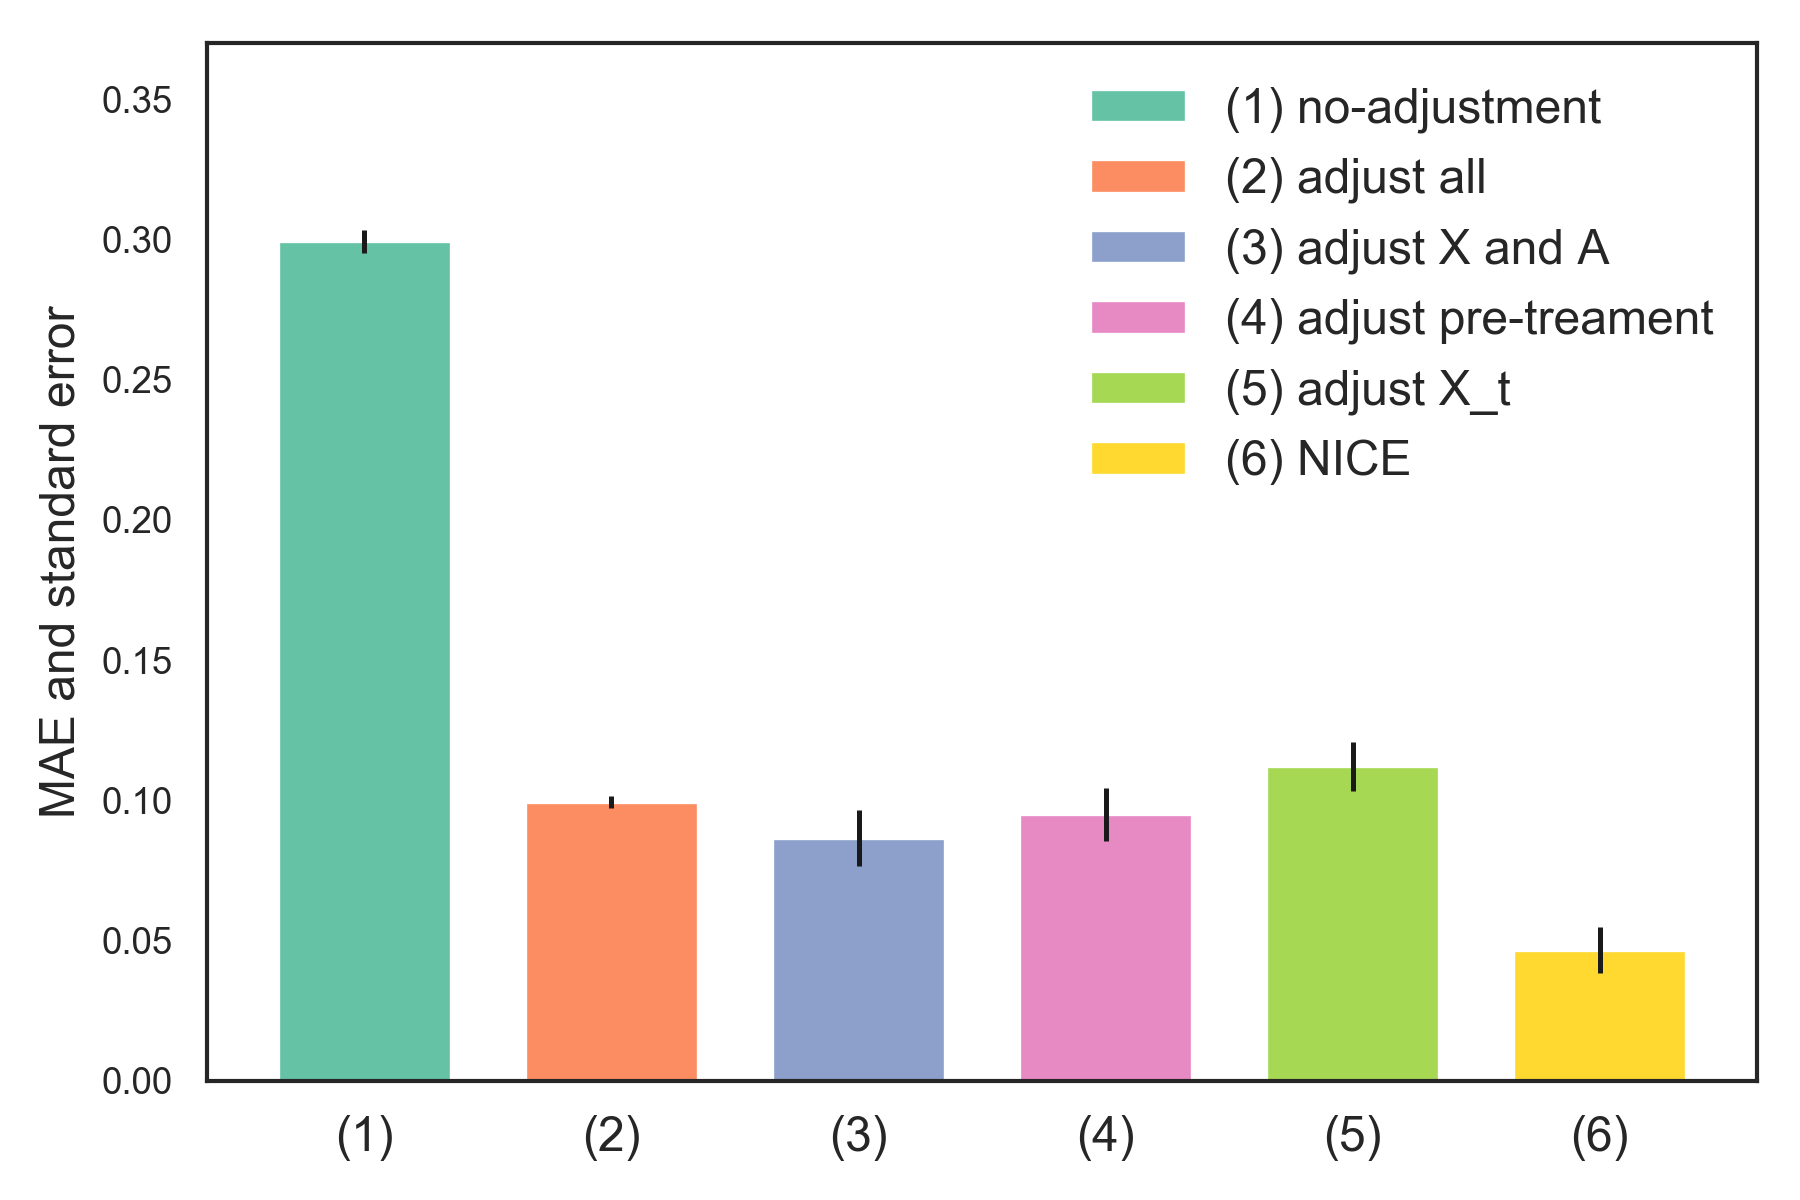 MAE and standard error
0.35
0.30
0.25
0.20
0.15
0.10
0.05
0.00
(1) no-adjustment
(2) adjust all
(3) adjust X and A
(4) adjust pre-treament
(5) adjust X_t
(6) NICE
(1) (2) (3) (4) (5) (6)